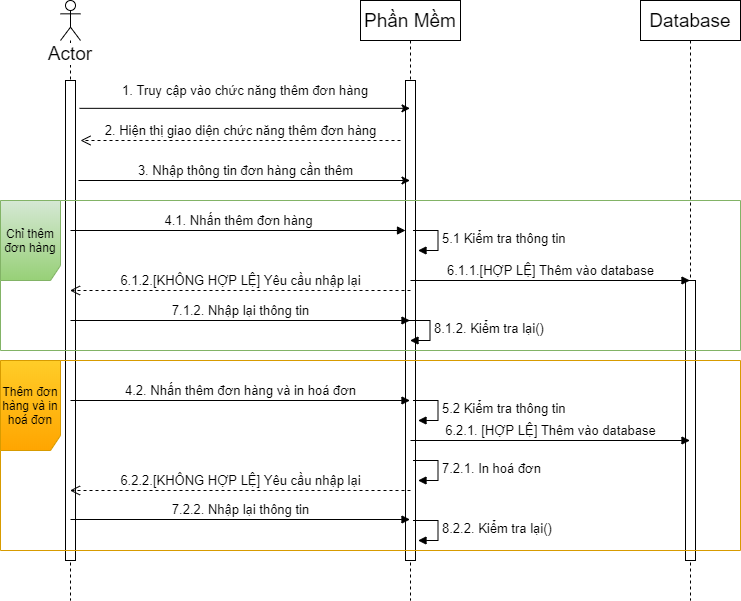 Actor
Phần Mềm
Database
1. Truy cập vào chức năng thêm đơn hàng
2. Hiện thị giao diện chức năng thêm đơn hàng
3. Nhập thông tin đơn hàng cần thêm
Chỉ thêm
đơn hàng
4.1. Nhấn thêm đơn hàng
5.1 Kiểm tra thông tin
6.1.1.[HỢP LỆ] Thêm vào database
6.1.2.[KHÔNG HỢP LỆ] Yêu cầu nhập lại
7.1.2. Nhập lại thông tin
8.1.2. Kiểm tra lại()
Thêm đơn
hàng và in
hoá đơn
4.2. Nhấn thêm đơn hàng và in hoá đơn
5.2 Kiểm tra thông tin
6.2.1. [HỢP LỆ] Thêm vào database
7.2.1. In hoá đơn
6.2.2.[KHÔNG HỢP LỆ] Yêu cầu nhập lại
7.2.2. Nhập lại thông tin
8.2.2. Kiểm tra lại()